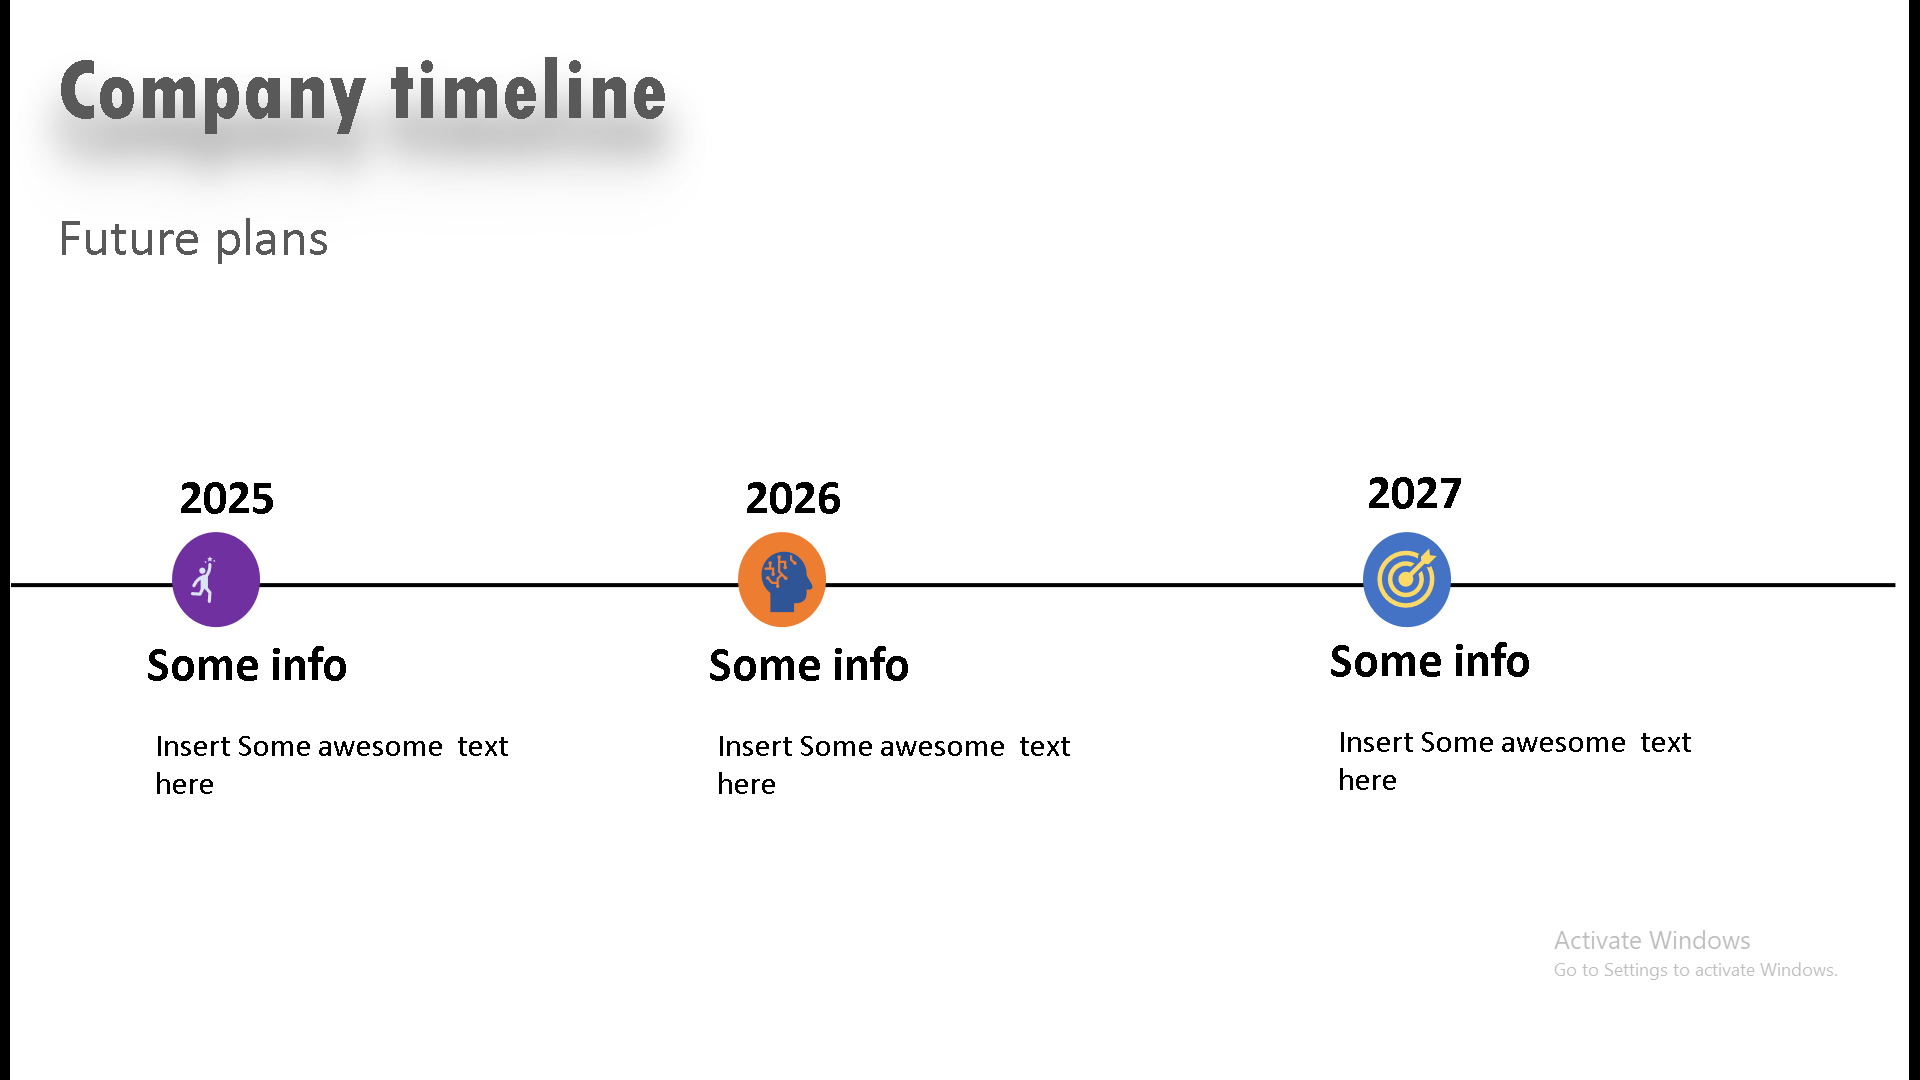 Company timeline
Future plans
2025
2026
2027
Some info
Some info
Some info
Insert Some awesome  text
here
Insert Some awesome  text
here
Insert Some awesome  text
here
Activate Windows
Go to Settings to activate Windows.